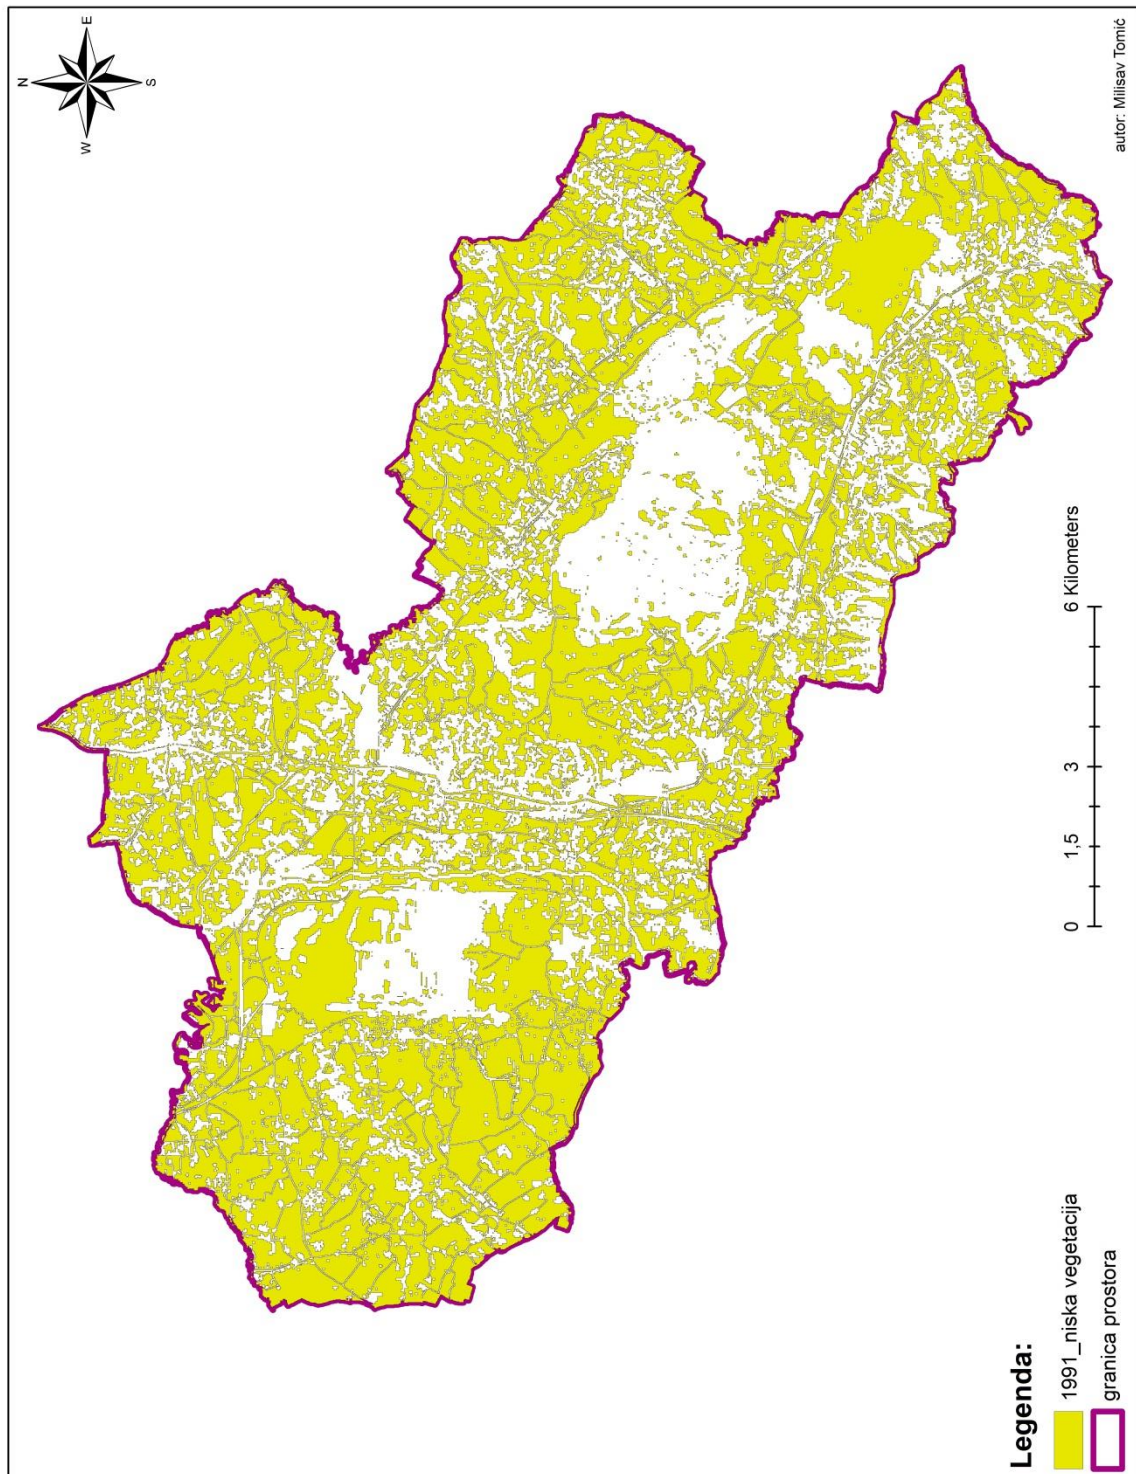 N
W
E
S
Legenda:
1991_niska vegetacija
granica prostora
0 1,5 3 6 Kilometers
autor: Milisav Tomić